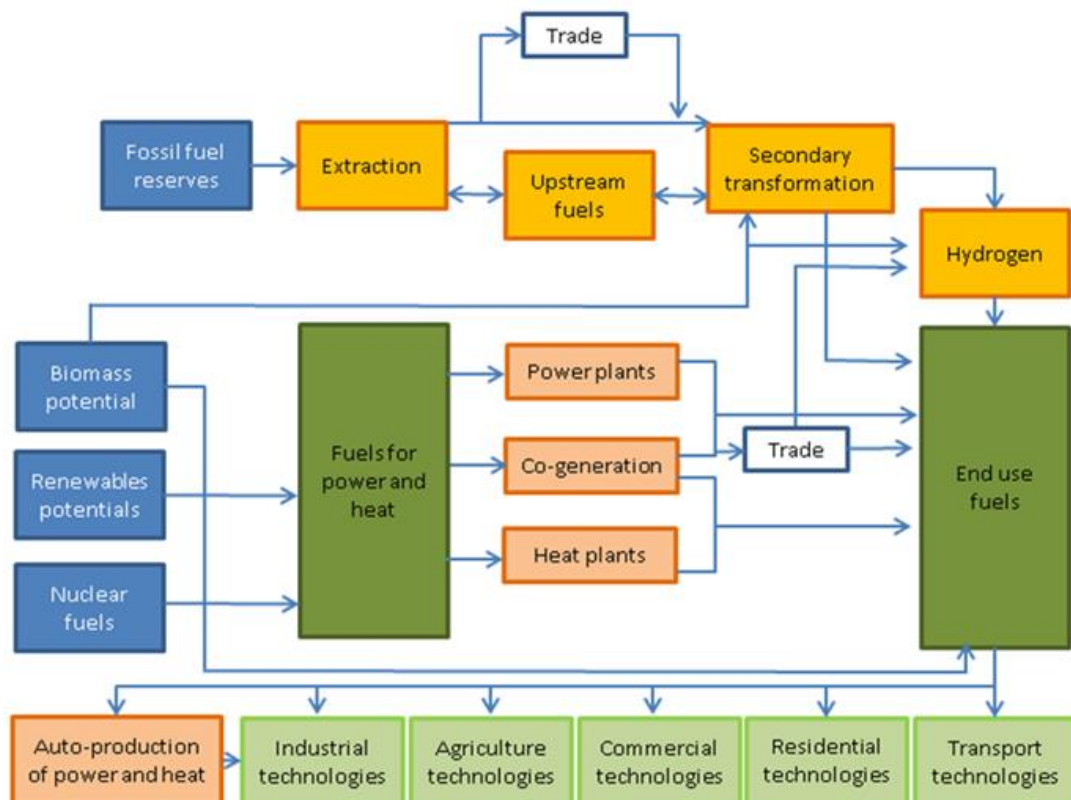 Trade
Fossil fuel
reserves
Extraction
Upstream
fuels
Secondary
transformation
Hydrogen
Biomass
potential
Renewables
potentials
Nuclear
fuels
Fuels for
power and
heat
Power plants
Co-generation
Heat plants
Trade
End use
fuels
Auto-production
of power and heat
Industrial
technologies
Agriculture
technologies
Commercial
technologies
Residential
technologies
Transport
technologies